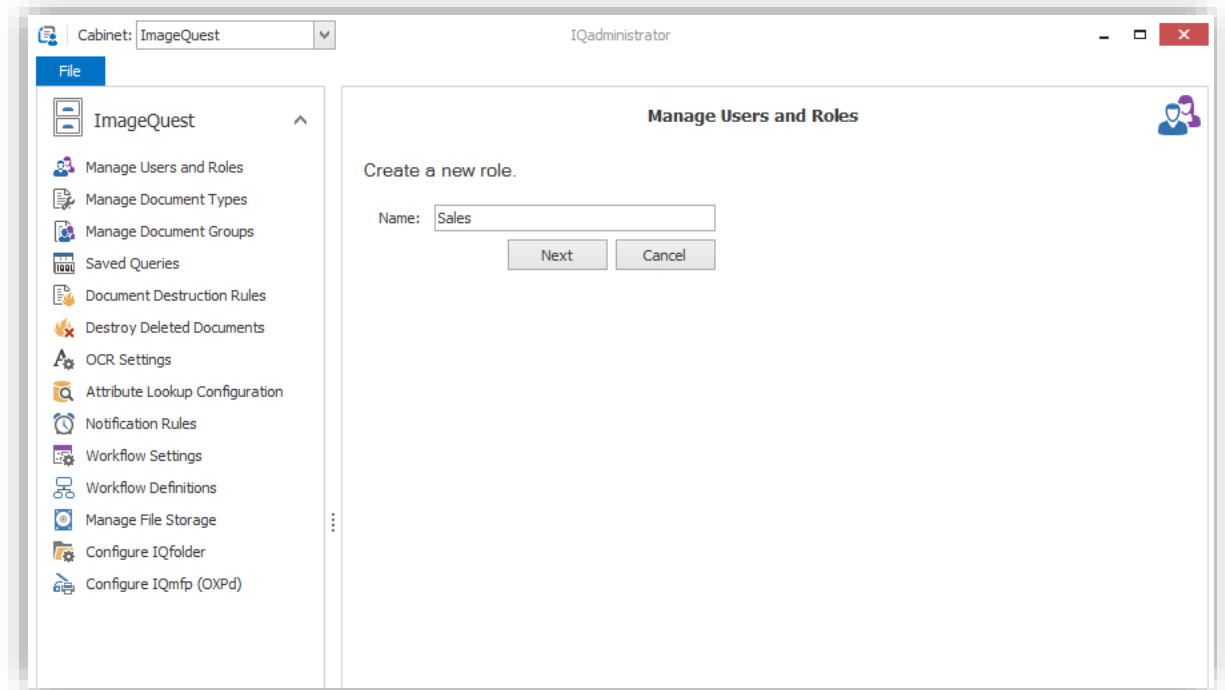 Cabinet: ImageQuest
IQadministrator
File
ImageQuest
Manage Users and Roles
Manage Document Types
Manage Document Groups
IQQL
Saved Queries
Document Destruction Rules
Destroy Deleted Documents
OCR Settings
Attribute Lookup Configuration
Notification Rules
Workflow Settings
Workflow Definitions
Manage File Storage
Configure IQfolder
Configure IQmfp (OXPd)
Manage Users and Roles
Create a new role.
Name: Sales
Next Cancel